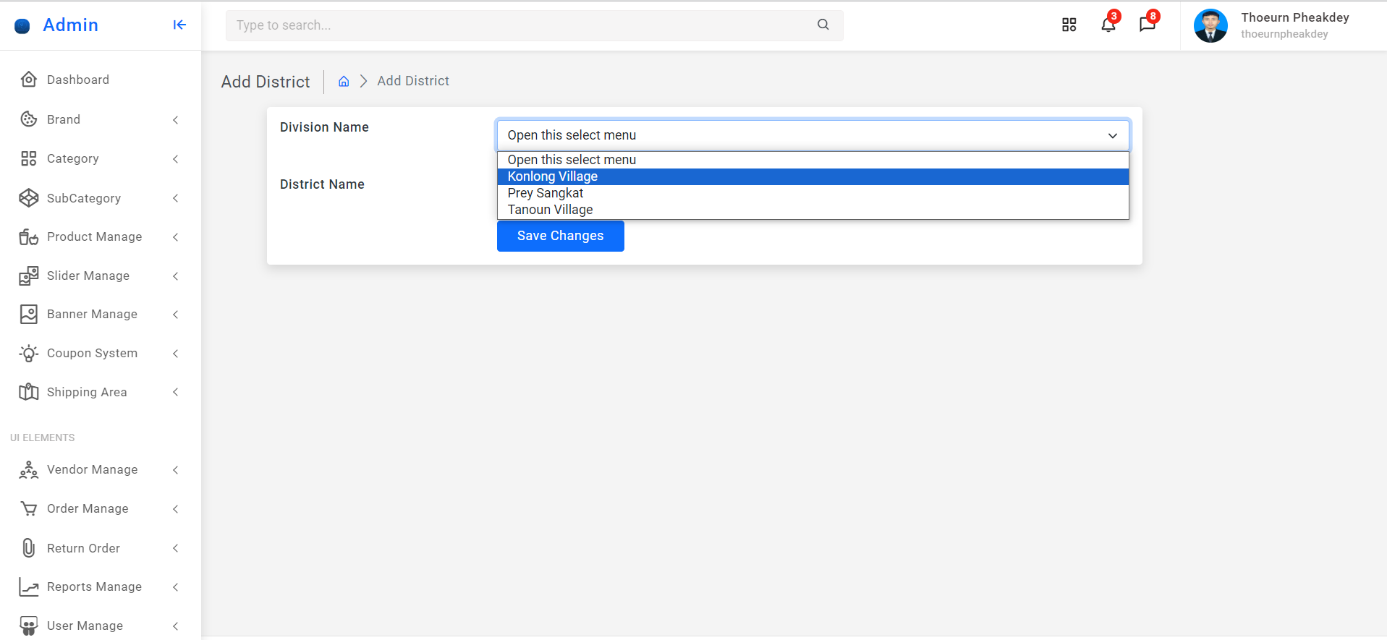 Admin
Type to search...
3
8
Thoeurn Pheakdey
thoeurnpheakdey
Dashboard
Brand
Category
SubCategory
Product Manage
Slider Manage
Banner Manage
Coupon System
Shipping Area
UI ELEMENTS
Vendor Manage
Order Manage
Return Order
Reports Manage
User Manage
Add District
Add District
Division Name
Open this select menu
Open this select menu
Konlong Village
Prey Sangkat
Tanoun Village
District Name
Save Changes